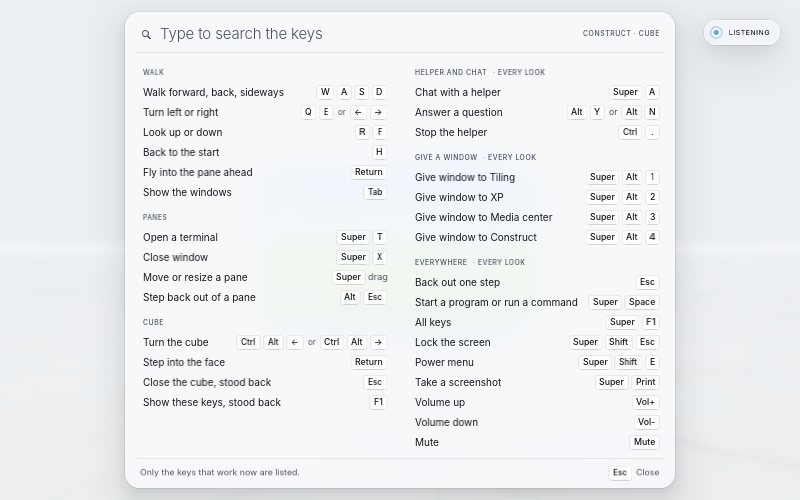 Type to search the keys
CONSTRUCT · CUBE
LISTENING
WALK
Walk forward, back, sideways W A S D
Turn left or right Q E or ← →
Look up or down R F
Back to the start H
Fly into the pane ahead Return
Show the windows Tab
PANES
Open a terminal Super T
Close window Super X
Move or resize a pane Super drag
Step back out of a pane Alt Esc
CUBE
Turn the cube Ctrl Alt ← or Ctrl Alt →
Step into the face Return
Close the cube, stood back Esc
Show these keys, stood back F1
HELPER AND CHAT · EVERY LOOK
Chat with a helper Super A
Answer a question Alt Y or Alt N
Stop the helper Ctrl .
GIVE A WINDOW · EVERY LOOK
Give window to Tiling Super Alt 1
Give window to XP Super Alt 2
Give window to Media center Super Alt 3
Give window to Construct Super Alt 4
EVERYWHERE · EVERY LOOK
Back out one step Esc
Start a program or run a command Super Space
All keys Super F1
Lock the screen Super Shift Esc
Power menu Super Shift E
Take a screenshot Super Print
Volume up Vol+
Volume down Vol-
Mute Mute
Only the keys that work now are listed.
Esc Close